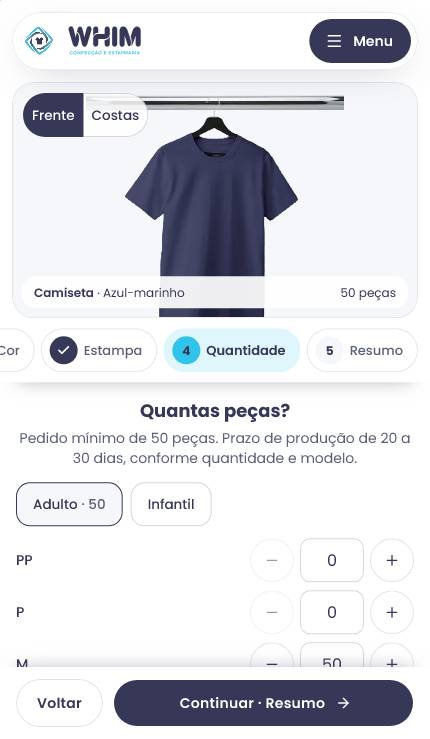 WHIM
CONFECÇÃO E ESTAMPARIA
Menu
Frente
Costas
Camiseta · Azul-marinho
50 peças
Cor
Estampa
4 Quantidade
5 Resumo
Quantas peças?
Pedido mínimo de 50 peças. Prazo de produção de 20 a
30 dias, conforme quantidade e modelo.
Adulto · 50
Infantil
PP
− 0 +
P
− 0 +
M
− 50 +
Voltar
Continuar · Resumo →